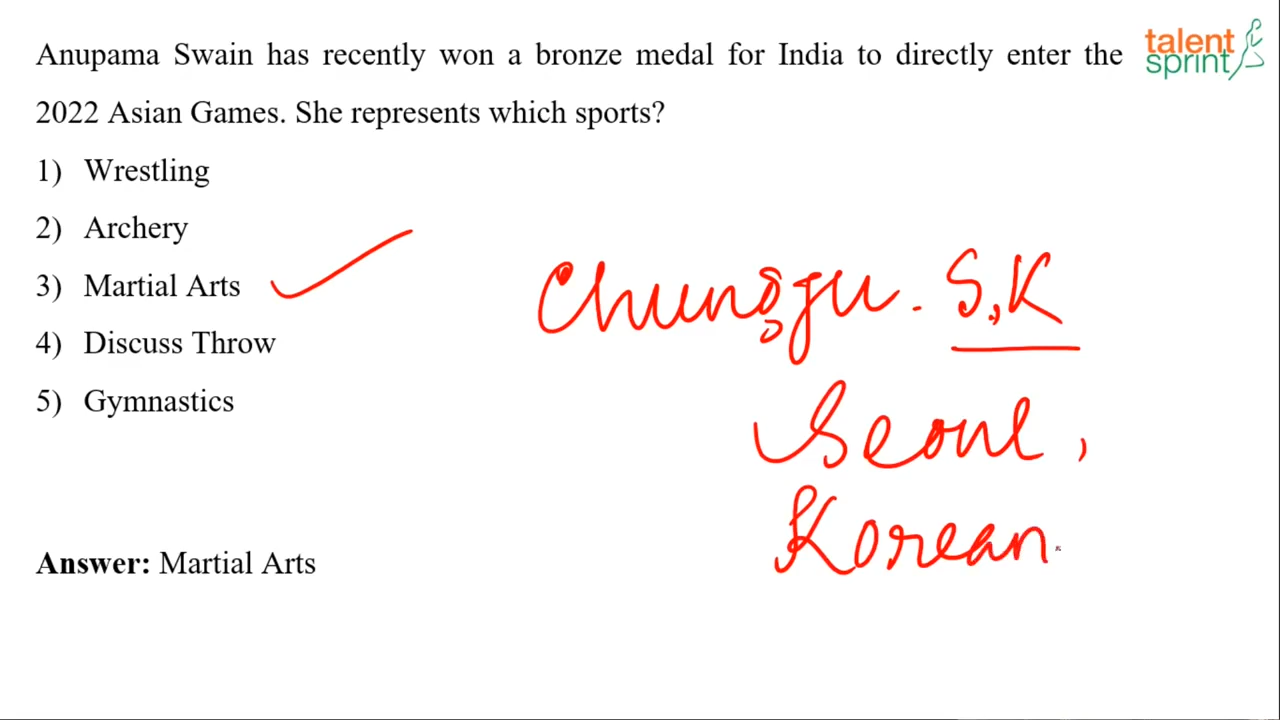 Anupama Swain has recently won a bronze medal for India to directly enter the
2022 Asian Games. She represents which sports?
talent
sprint
1) Wrestling
2) Archery
3) Martial Arts
4) Discuss Throw
5) Gymnastics
S,K
Seoul,
Korean
Answer: Martial Arts